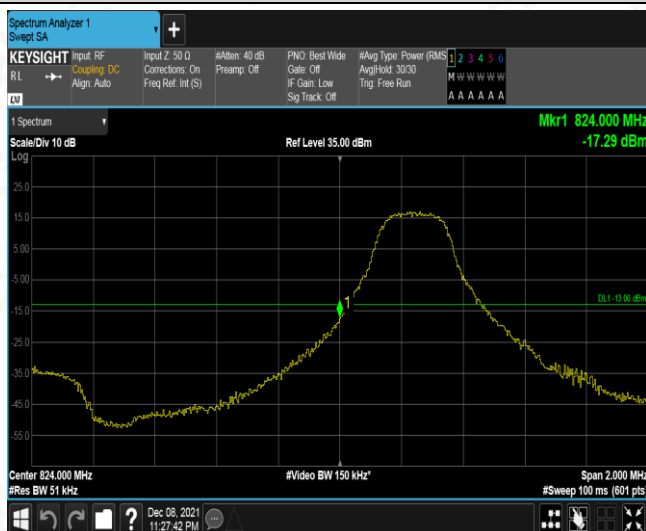 Spectrum Analyzer 1
Swept SA
+
KEYSIGHT
RL
Input: RF
Coupling: DC
Align: Auto
Input Z: 50 Ω
Corrections: On
Freq Ref: Int (S)
#Atten: 40 dB
Preamp: Off
PNO: Best Wide
Gate: Off
IF Gain: Low
Sig Track: Off
#Avg Type: Power (RMS
Avg|Hold: 30/30
Trig: Free Run
1 2 3 4 5 6
M W W W W W
A A A A A A
LXI
1 Spectrum
Mkr1 824.000 MHz
Scale/Div 10 dB
Ref Level 35.00 dBm
-17.29 dBm
Log
25.0
15.0
5.00
-5.00
1
DL1 -13.00 dBm
-15.0
-25.0
-35.0
-45.0
-55.0
Center 824.000 MHz
#Video BW 150 kHz*
Span 2.000 MHz
#Res BW 51 kHz
#Sweep 100 ms (601 pts)
?
Dec 08, 2021
11:27:42 PM